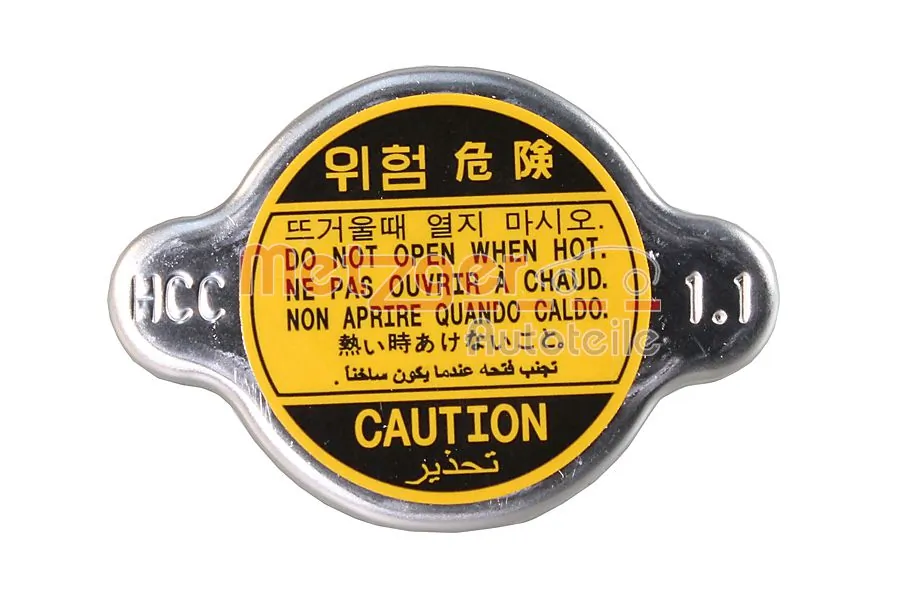 위험 危険
뜨거울때 열지 마시오.
DO NOT OPEN WHEN HOT.
NE PAS OUVRIR À CHAUD.
NON APRIRE QUANDO CALDO.
熱い時あけないこと。
تجنب فتحه عندما يكون ساخناً .
CAUTION
تحذير
HCC
1.1
metzger
Autoteile